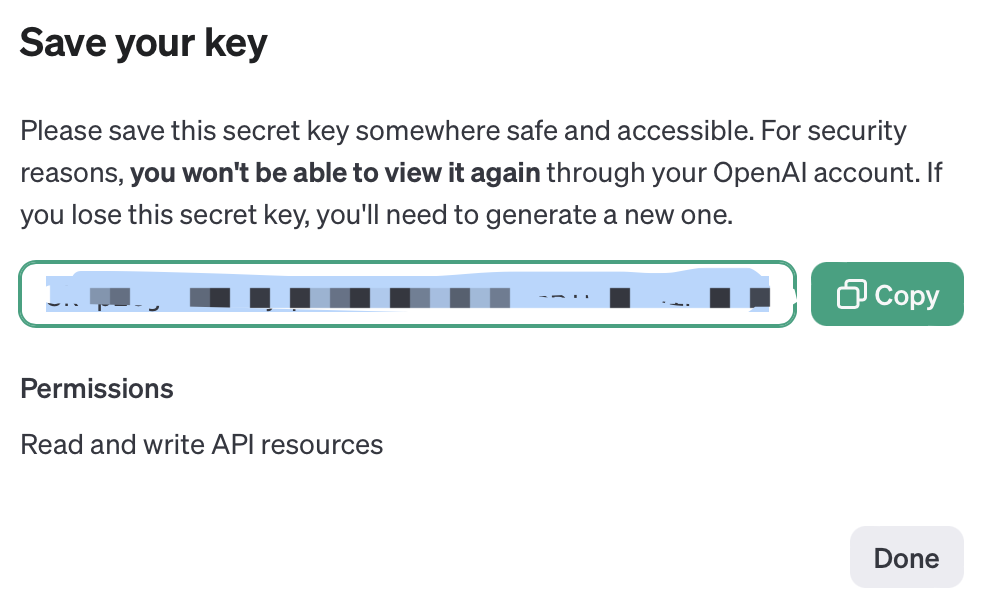 Save your key
Please save this secret key somewhere safe and accessible. For security
reasons, you won't be able to view it again through your OpenAI account. If
you lose this secret key, you'll need to generate a new one.
Copy
Permissions
Read and write API resources
Done